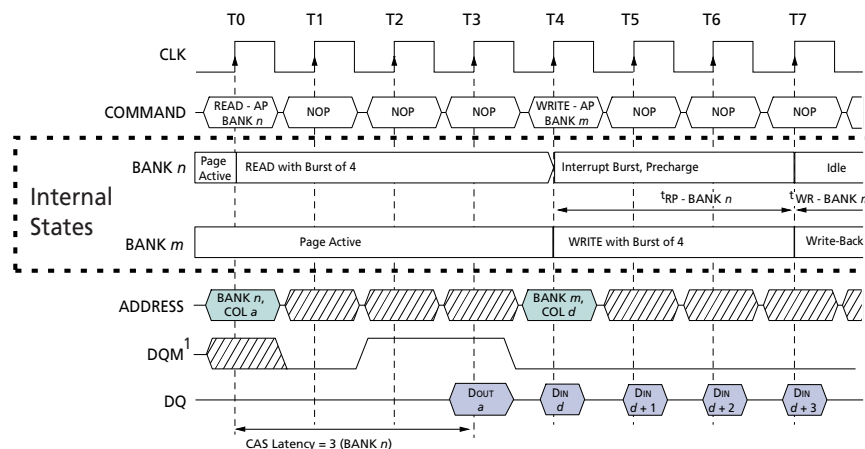 T0 T1 T2 T3 T4 T5 T6 T7
CLK
COMMAND
READ - AP
BANK n
NOP
NOP
NOP
WRITE - AP
BANK m
NOP
NOP
NOP
Internal
States
BANK n
Page
Active
READ with Burst of 4
Interrupt Burst, Precharge
Idle
tRP - BANK n
tWR - BANK
BANK m
Page Active
WRITE with Burst of 4
Write-Back
ADDRESS
BANK n,
COL a
BANK m,
COL d
DQM1
DQ
DOUT
a
DIN
d
DIN
d + 1
DIN
d + 2
DIN
d + 3
CAS Latency = 3 (BANK n)